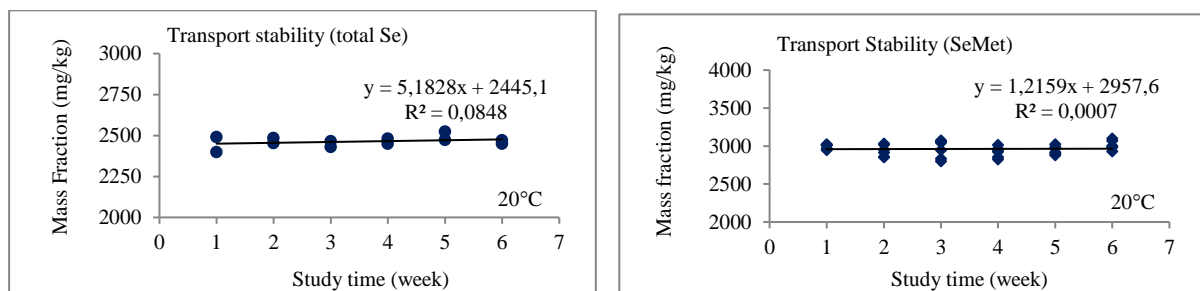 Transport stability (total Se)
3000
2750
2500
2250
2000
y = 5,1828x + 2445,1
R² = 0,0848
20°C
0 1 2 3 4 5 6 7
Study time (week)
Mass Fraction (mg/kg)
Transport Stability (SeMet)
4000
3500
3000
2500
2000
y = 1,2159x + 2957,6
R² = 0,0007
20°C
0 1 2 3 4 5 6 7
Study time (week)
Mass fraction (mg/kg)